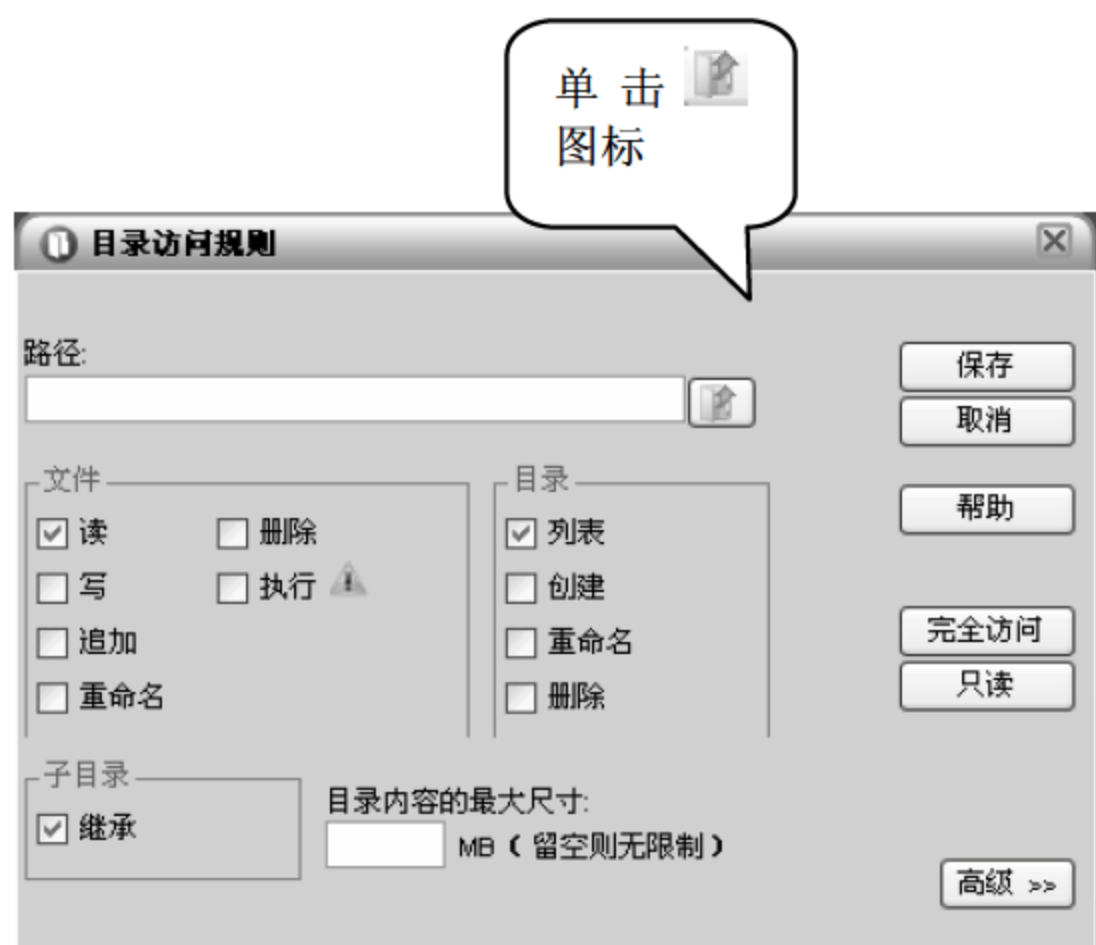 单击
图标
目录访问规则
路径:
保存
取消
文件
目录
帮助
读
删除
列表
写
执行
创建
追加
重命名
完全访问
重命名
删除
只读
子目录
继承
目录内容的最大尺寸:
MB（留空则无限制）
高级 >>